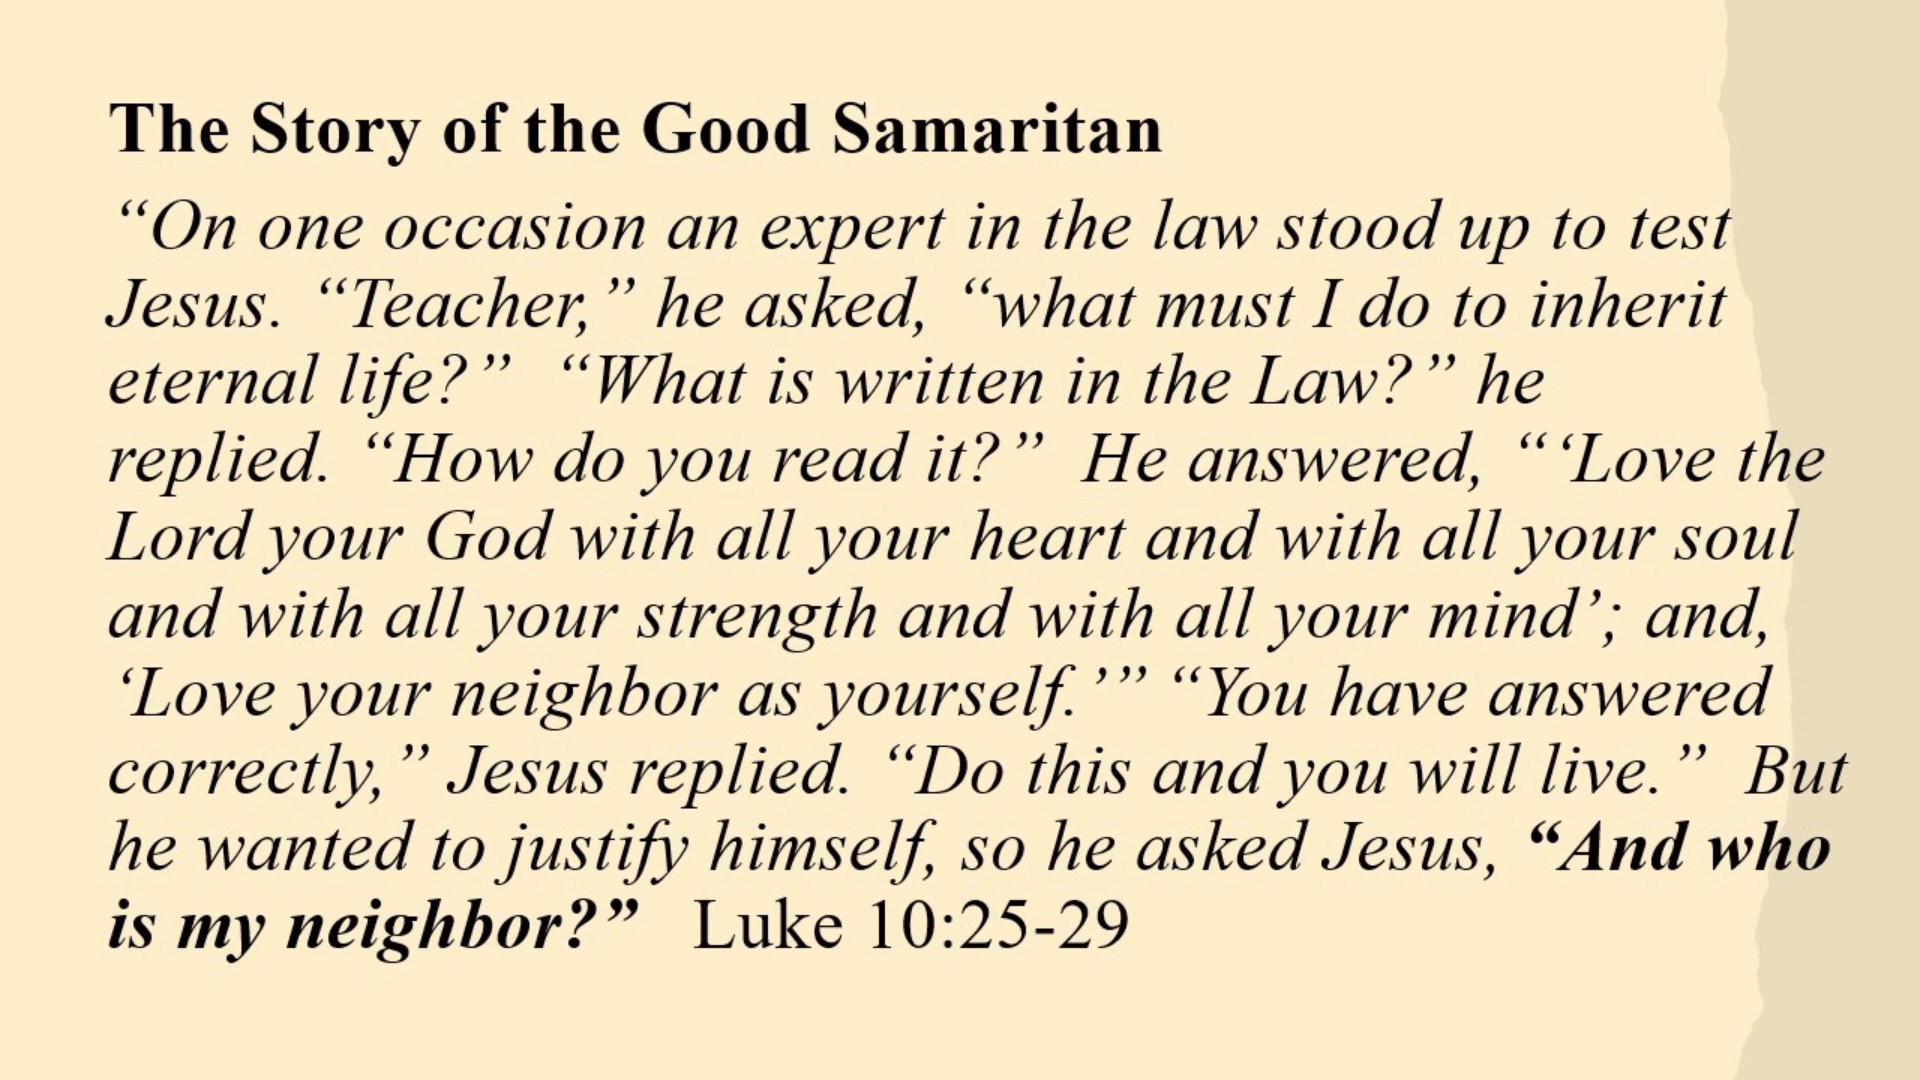 The Story of the Good Samaritan
“On one occasion an expert in the law stood up to test
Jesus. “Teacher,” he asked, “what must I do to inherit
eternal life?”  “What is written in the Law?” he
replied. “How do you read it?”  He answered, “‘Love the
Lord your God with all your heart and with all your soul
and with all your strength and with all your mind’; and,
‘Love your neighbor as yourself.’” “You have answered
correctly,” Jesus replied. “Do this and you will live.”  But
he wanted to justify himself, so he asked Jesus, “And who
is my neighbor?”   Luke 10:25-29